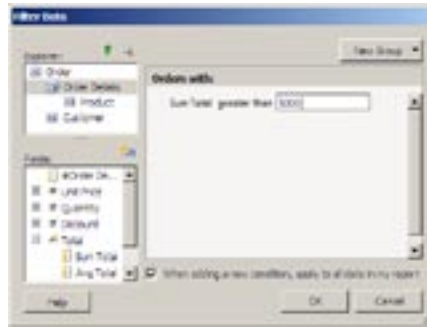 Filter Data
Explorer:
New Group
Order
Order Details
Product
Customer
Orders with:
Sum Total greater than 5000
Fields:
#Order De...
Unit Price
Quantity
Discount
Total
Sum Total
Avg Total
When adding a new condition, apply to all data in my report
Help
OK
Cancel